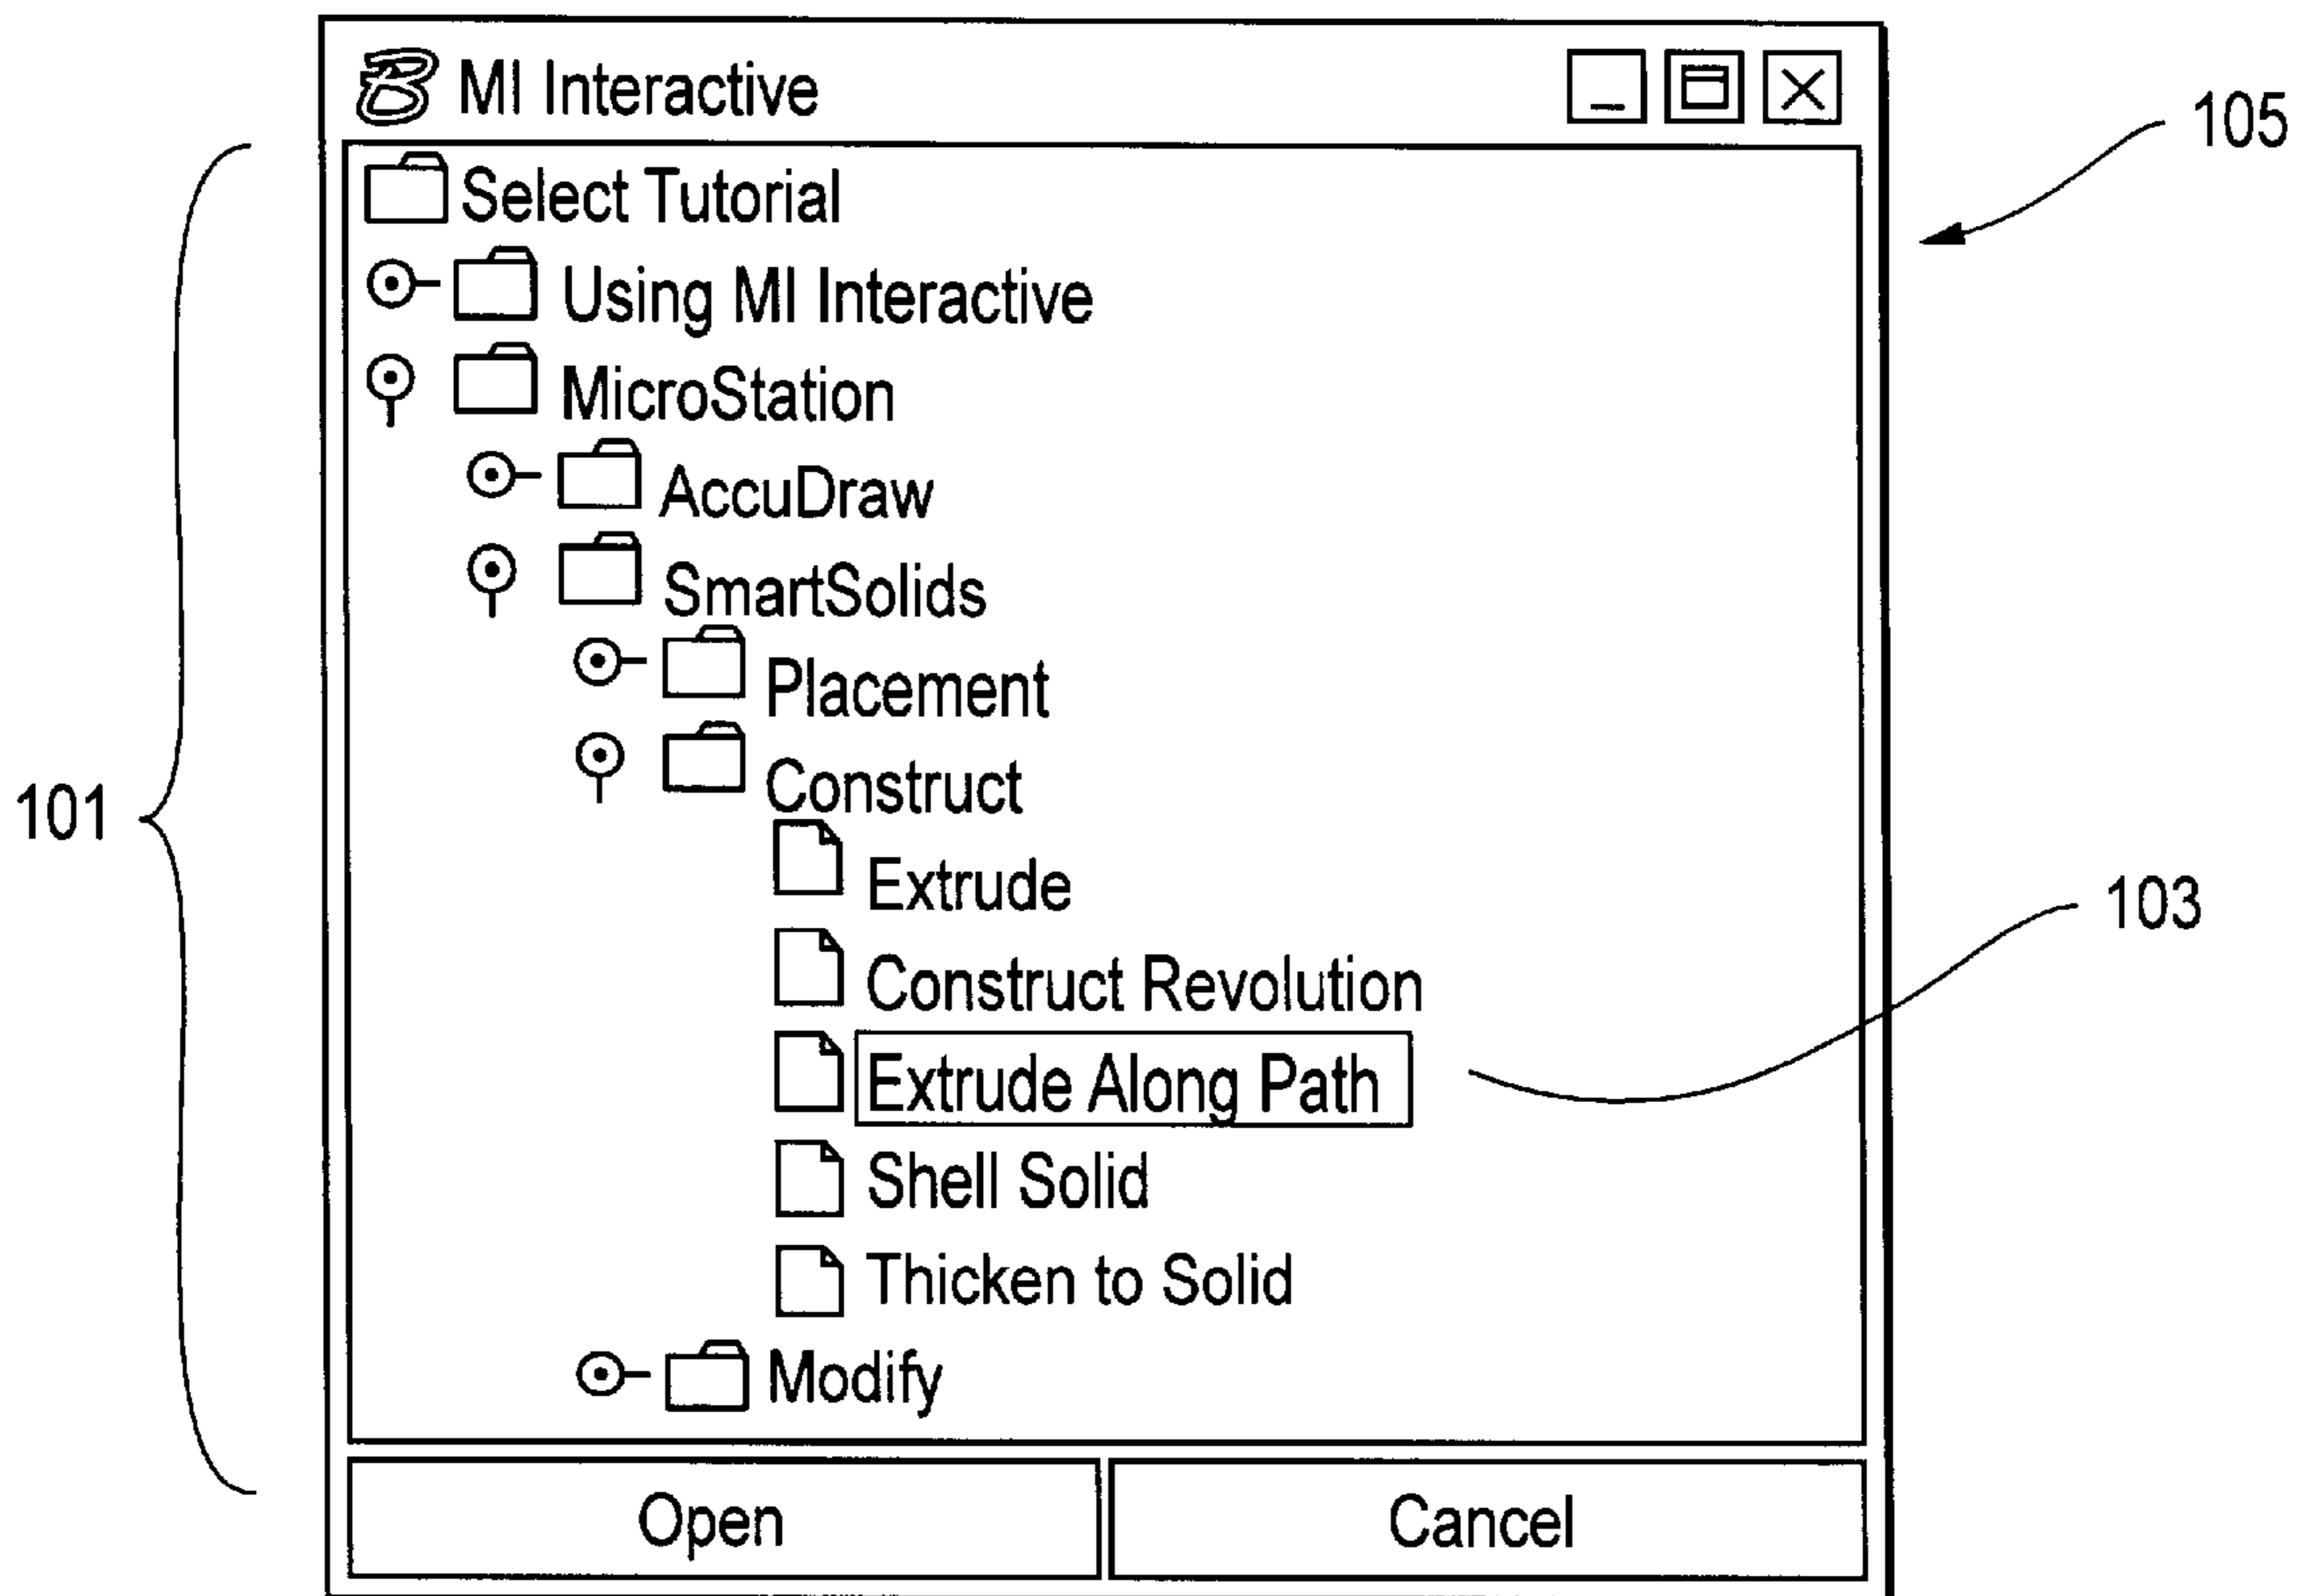 MI Interactive
105
Select Tutorial
Using MI Interactive
MicroStation
AccuDraw
SmartSolids
Placement
Construct
101
Extrude
103
Construct Revolution
Extrude Along Path
Shell Solid
Thicken to Solid
Modify
Open
Cancel